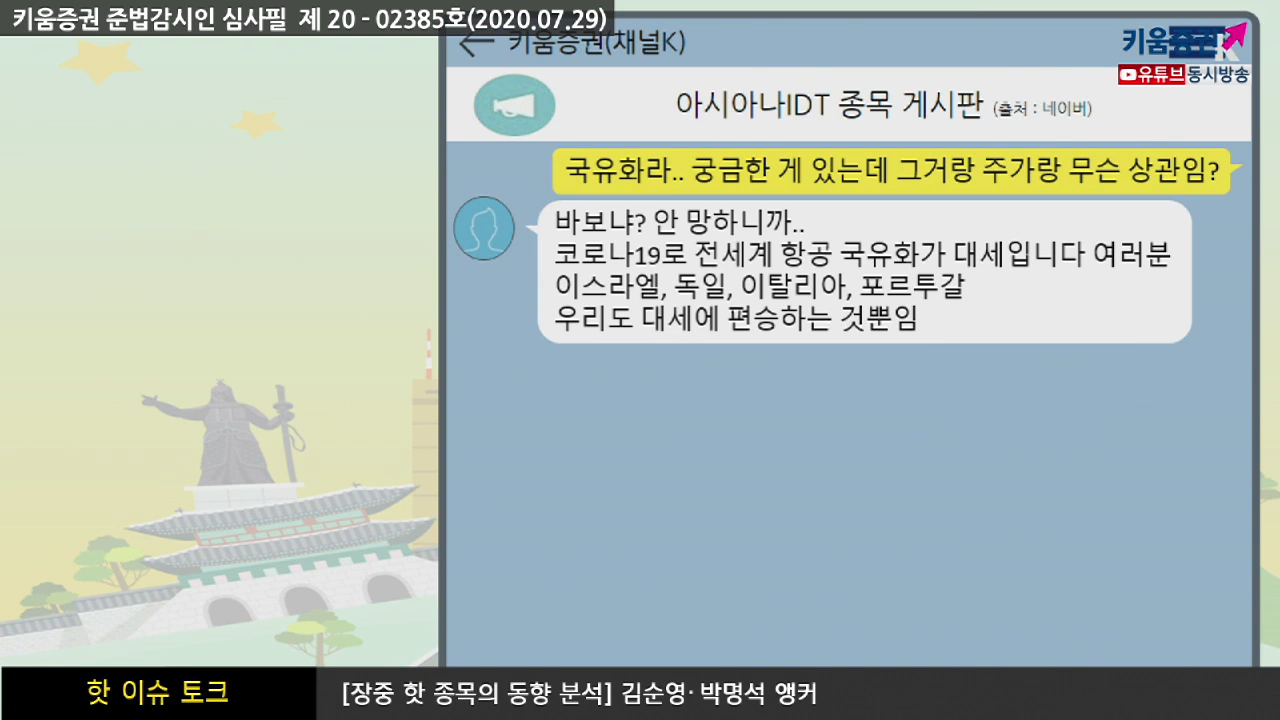 키움증권 준법감시인 심사필 제 20 - 02385호(2020.07.29)
키움증권(채널K)
키움증권
K
유튜브동시방송
아시아나IDT 종목 게시판 (출처 : 네이버)
국유화라.. 궁금한 게 있는데 그거랑 주가랑 무슨 상관임?
바보냐? 안 망하니까..
코로나19로 전세계 항공 국유화가 대세입니다 여러분
이스라엘, 독일, 이탈리아, 포르투갈
우리도 대세에 편승하는 것뿐임
핫 이슈 토크
[장중 핫 종목의 동향 분석] 김순영·박명석 앵커